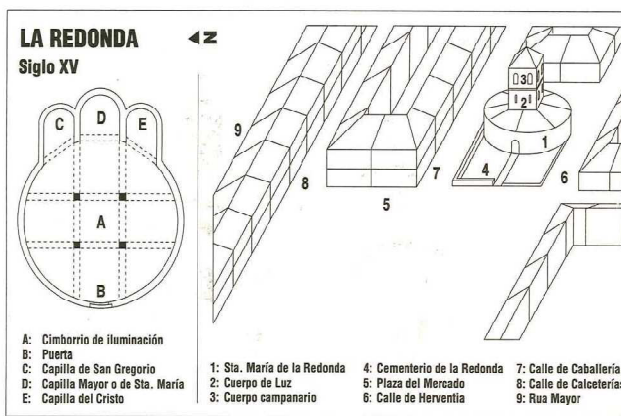 LA REDONDA
Siglo XV
N
C
D
E
A
B
A: Cimborrio de iluminación
B: Puerta
C: Capilla de San Gregorio
D: Capilla Mayor o de Sta. María
E: Capilla del Cristo
9
8
5
7
3
2
1
4
6
1: Sta. María de la Redonda
2: Cuerpo de Luz
3: Cuerpo campanario
4: Cementerio de la Redonda
5: Plaza del Mercado
6: Calle de Herventia
7: Calle de Caballería
8: Calle de Calceterías
9: Rua Mayor